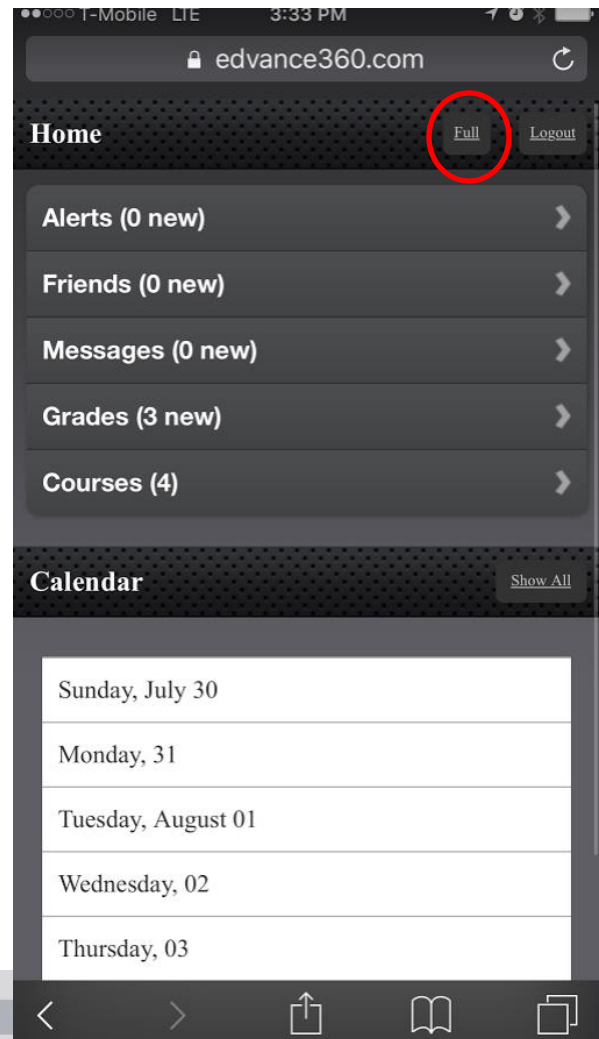 T-Mobile LTE 3:33 PM
edvance360.com
Home Full Logout
Alerts (0 new)
Friends (0 new)
Messages (0 new)
Grades (3 new)
Courses (4)
Calendar Show All
Sunday, July 30
Monday, 31
Tuesday, August 01
Wednesday, 02
Thursday, 03